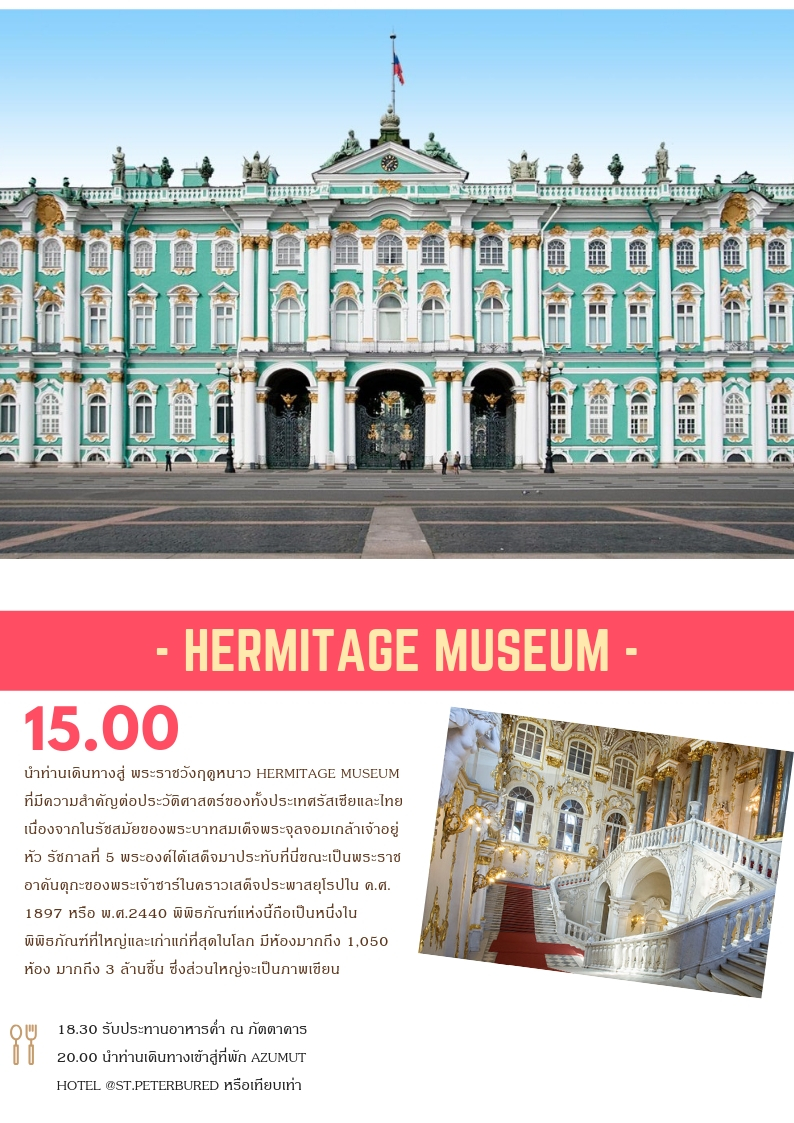 - HERMITAGE MUSEUM -
15.00
นำท่านเดินทางสู่ พระราชวังฤดูหนาว HERMITAGE MUSEUM
ที่มีความสำคัญต่อประวัติศาสตร์ของทั้งประเทศรัสเซียและไทย
เนื่องจากในรัชสมัยของพระบาทสมเด็จพระจุลจอมเกล้าเจ้าอยู่
หัว รัชกาลที่ 5 พระองค์ได้เสด็จมาประทับที่นี่ขณะเป็นพระราช
อาคันตุกะของพระเจ้าซาร์ในคราวเสด็จประพาสยุโรปใน ค.ศ.
1897 หรือ พ.ศ.2440 พิพิธภัณฑ์แห่งนี้ถือเป็นหนึ่งใน
พิพิธภัณฑ์ที่ใหญ่และเก่าแก่ที่สุดในโลก มีห้องมากถึง 1,050
ห้อง มากถึง 3 ล้านชิ้น ซึ่งส่วนใหญ่จะเป็นภาพเขียน
18.30 รับประทานอาหารค่ำ ณ ภัตตาคาร
20.00 นำท่านเดินทางเข้าสู่ที่พัก AZUMUT
HOTEL @ST.PETERBURED หรือเทียบเท่า